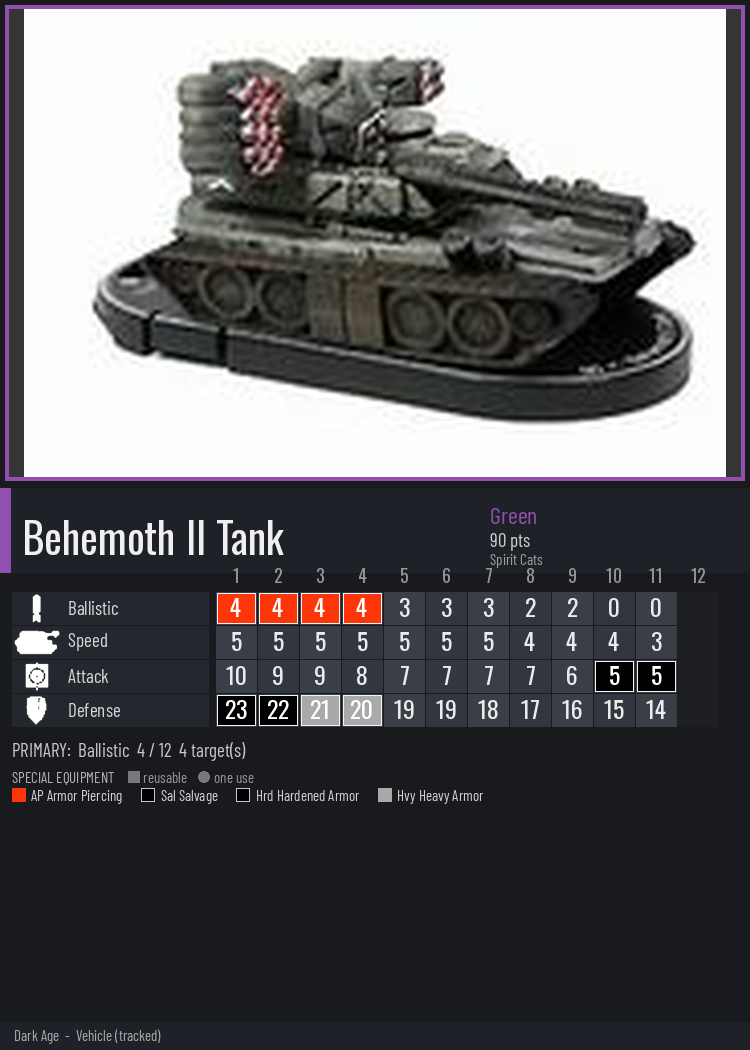 Behemoth II Tank
Green
90 pts
Spirit Cats
1 2 3 4 5 6 7 8 9 10 11 12
Ballistic 4 4 4 4 3 3 3 2 2 0 0
Speed 5 5 5 5 5 5 5 4 4 4 3
Attack 10 9 9 8 7 7 7 7 6 5 5
Defense 23 22 21 20 19 19 18 17 16 15 14
PRIMARY: Ballistic 4 / 12 4 target(s)
SPECIAL EQUIPMENT reusable one use
AP Armor Piercing Sal Salvage Hrd Hardened Armor Hvy Heavy Armor
Dark Age - Vehicle (tracked)